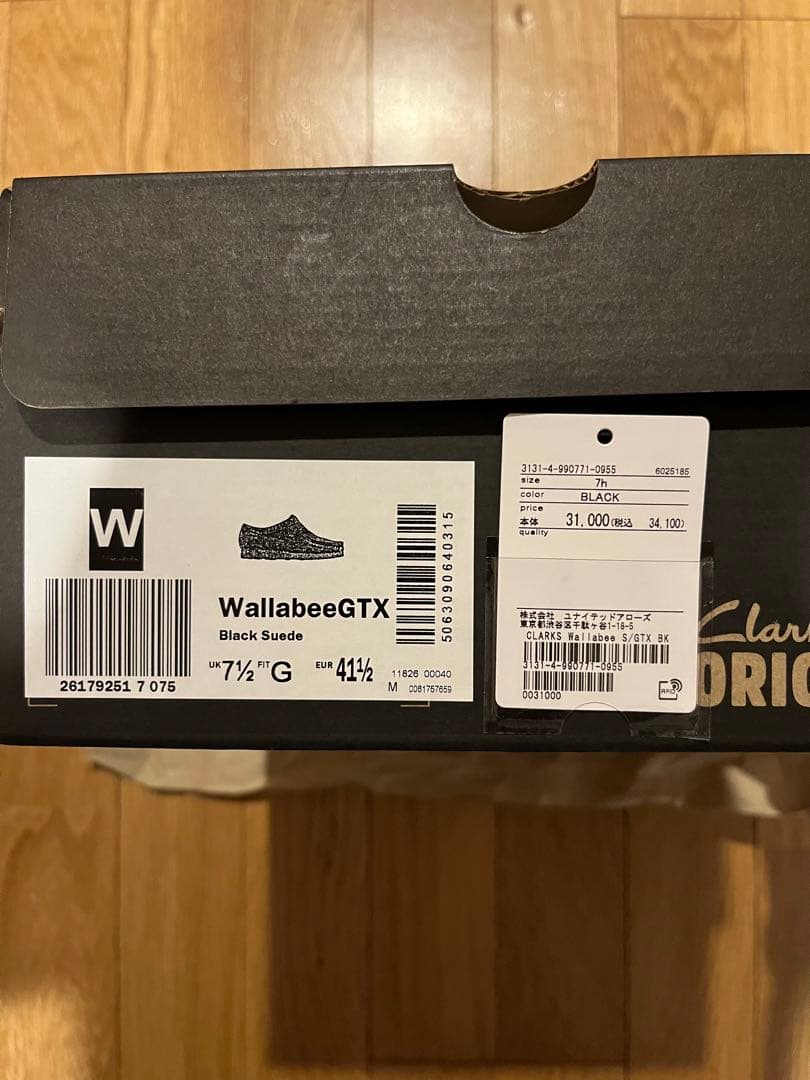 W
WallabeeGTX
Black Suede
UK 7½ FIT G EUR 41½
11826 00040
M 0081757659
26179251 7 075
5063090640315
3131-4-990771-0955 6025185
size 7h
color BLACK
price
本体 31,000(税込 34,100)
quality
株式会社 ユナイテッドアローズ
東京都渋谷区千駄ヶ谷1-18-5
CLARKS Wallabee S/GTX BK
3131-4-990771-0955
0031000
RFID
Clar
ORIG